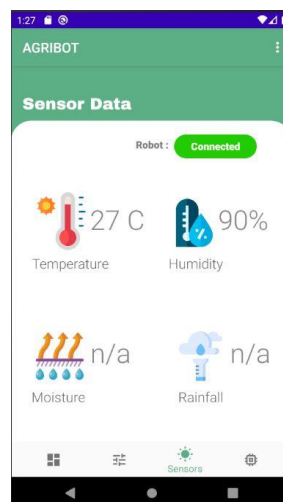 1:27
AGRIBOT
Sensor Data
Robot : Connected
27 C
90%
Temperature
Humidity
n/a
n/a
Moisture
Rainfall
Sensors